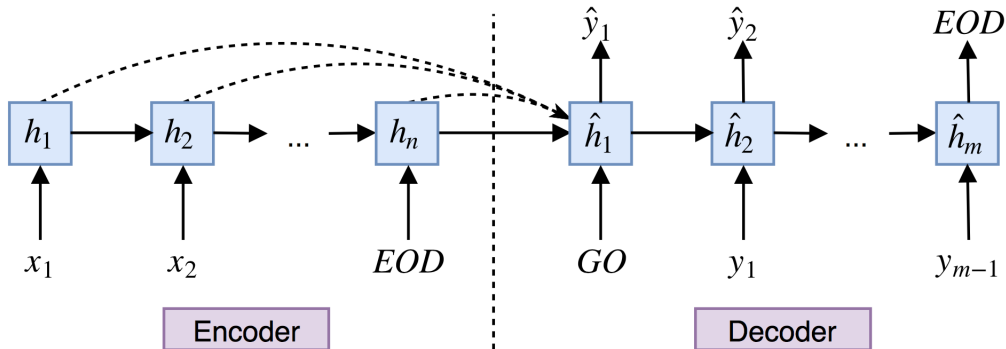 ŷ₁ ŷ₂ EOD
h₁ h₂ ... hₙ ĥ₁ ĥ₂ ... ĥₘ
x₁ x₂ EOD GO y₁ yₘ₋₁
Encoder Decoder